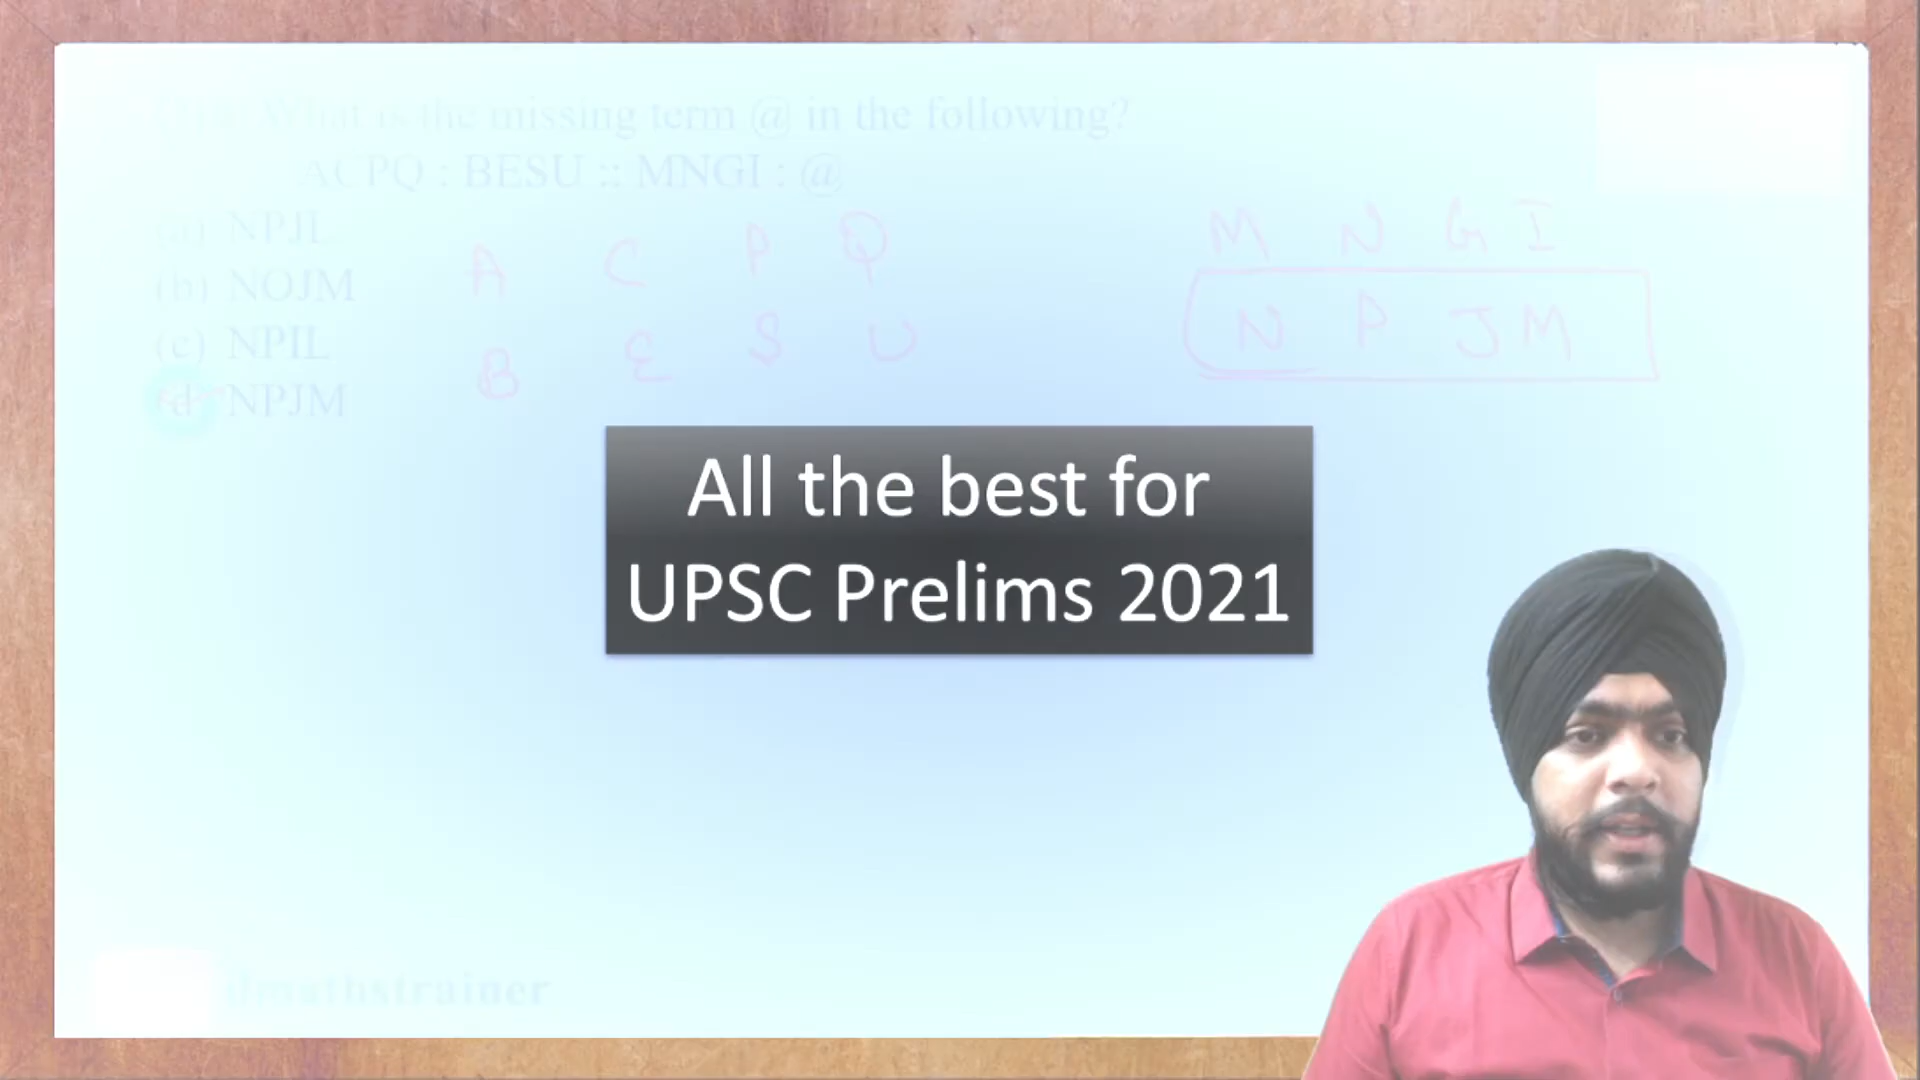 What is the missing term @ in the following?
ACPQ : BESU :: MNGI : @
(a) NPJL
(b) NOJM
(c) NPIL
(d) NPJM
A C P Q
B E S U
M N G I
N P J M
All the best for
UPSC Prelims 2021